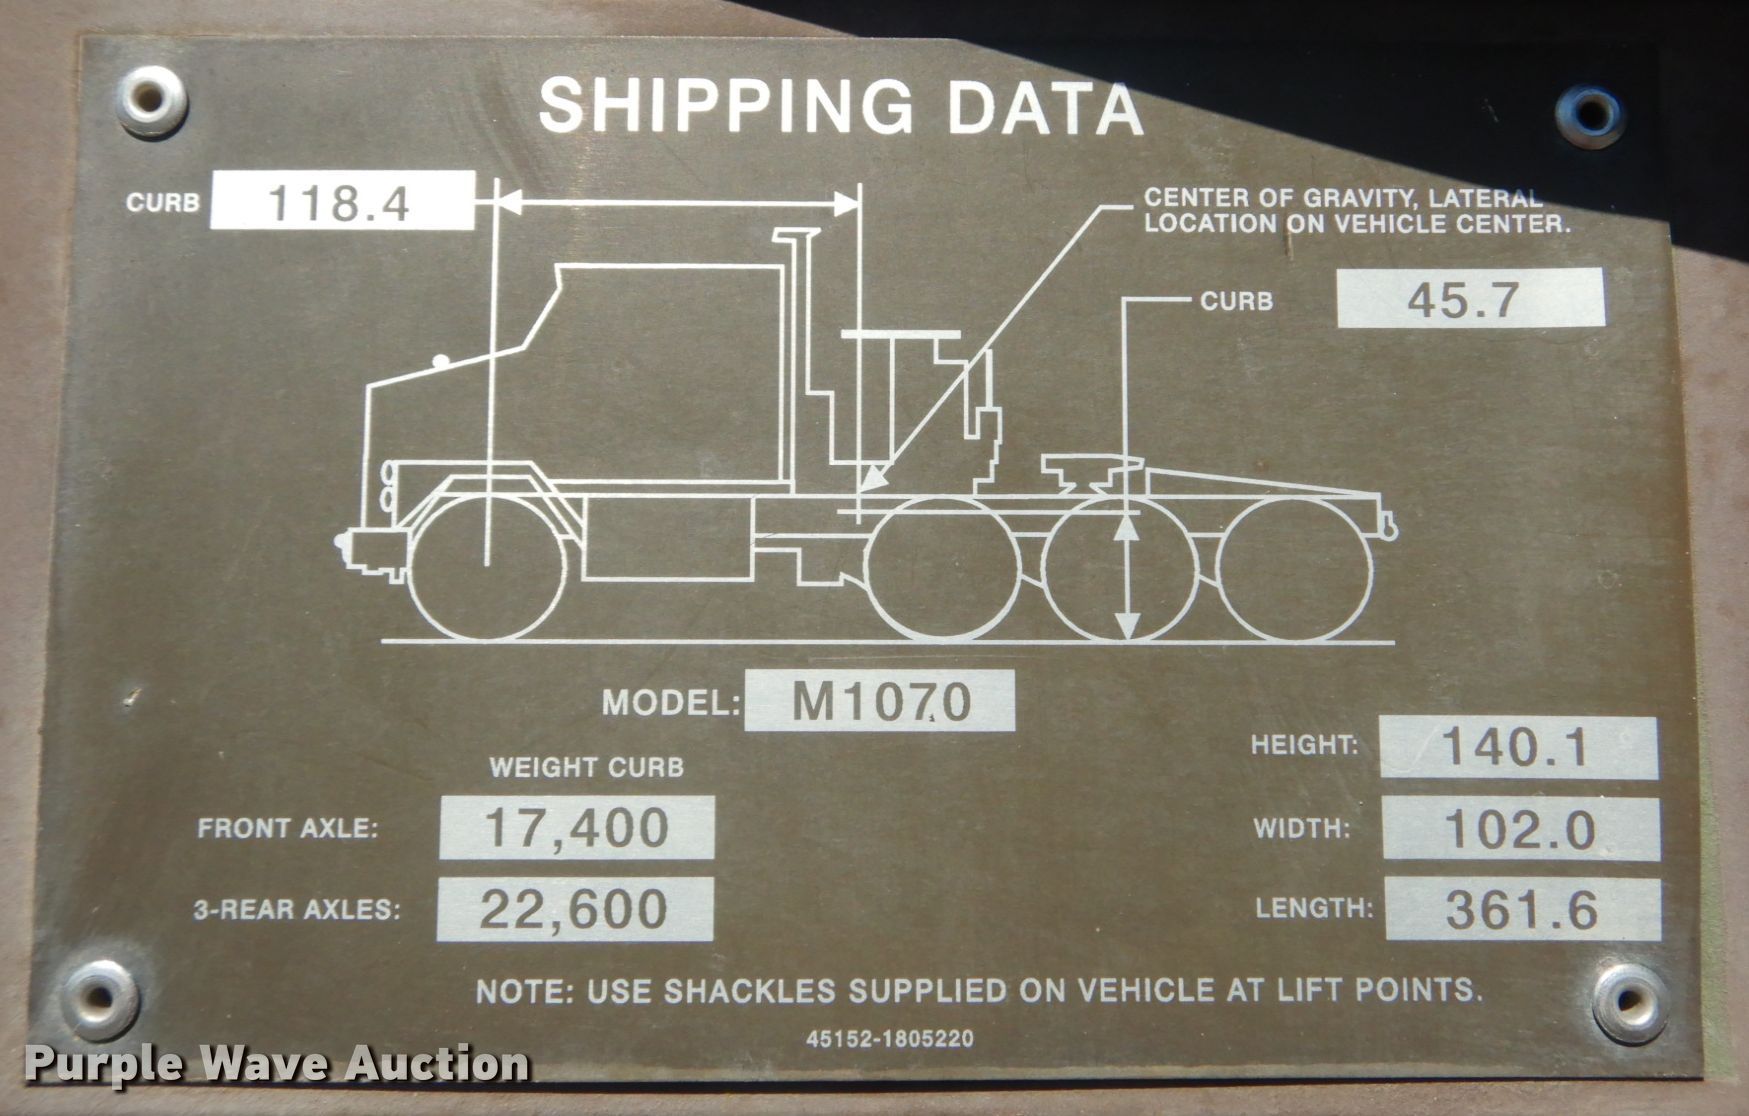 SHIPPING DATA
CURB 118.4
CENTER OF GRAVITY, LATERAL
LOCATION ON VEHICLE CENTER.
CURB 45.7
MODEL: M1070
WEIGHT CURB
HEIGHT: 140.1
FRONT AXLE: 17,400
WIDTH: 102.0
3-REAR AXLES: 22,600
LENGTH: 361.6
NOTE: USE SHACKLES SUPPLIED ON VEHICLE AT LIFT POINTS.
45152-1805220
Purple Wave Auction